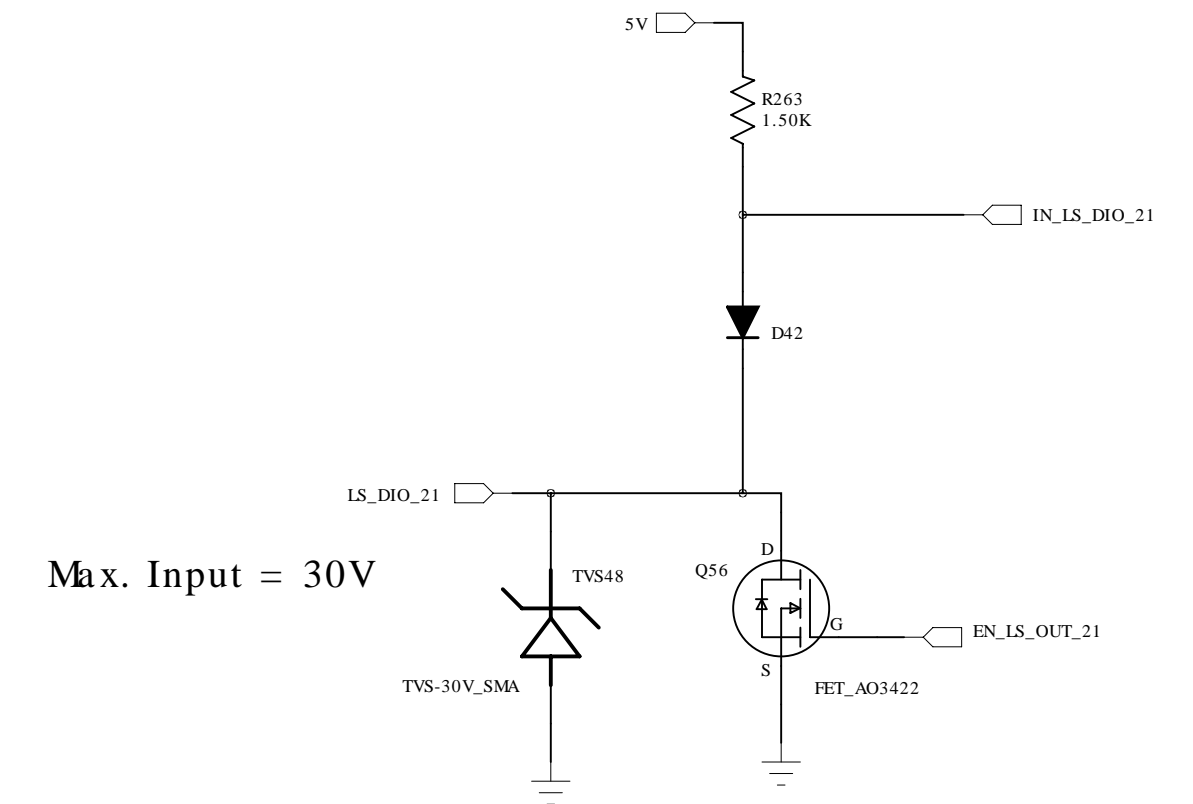 5V
R263
1.50K
IN_LS_DIO_21
D42
LS_DIO_21
Max. Input = 30V
TVS48
Q56
D
G
EN_LS_OUT_21
S
TVS-30V_SMA
FET_AO3422